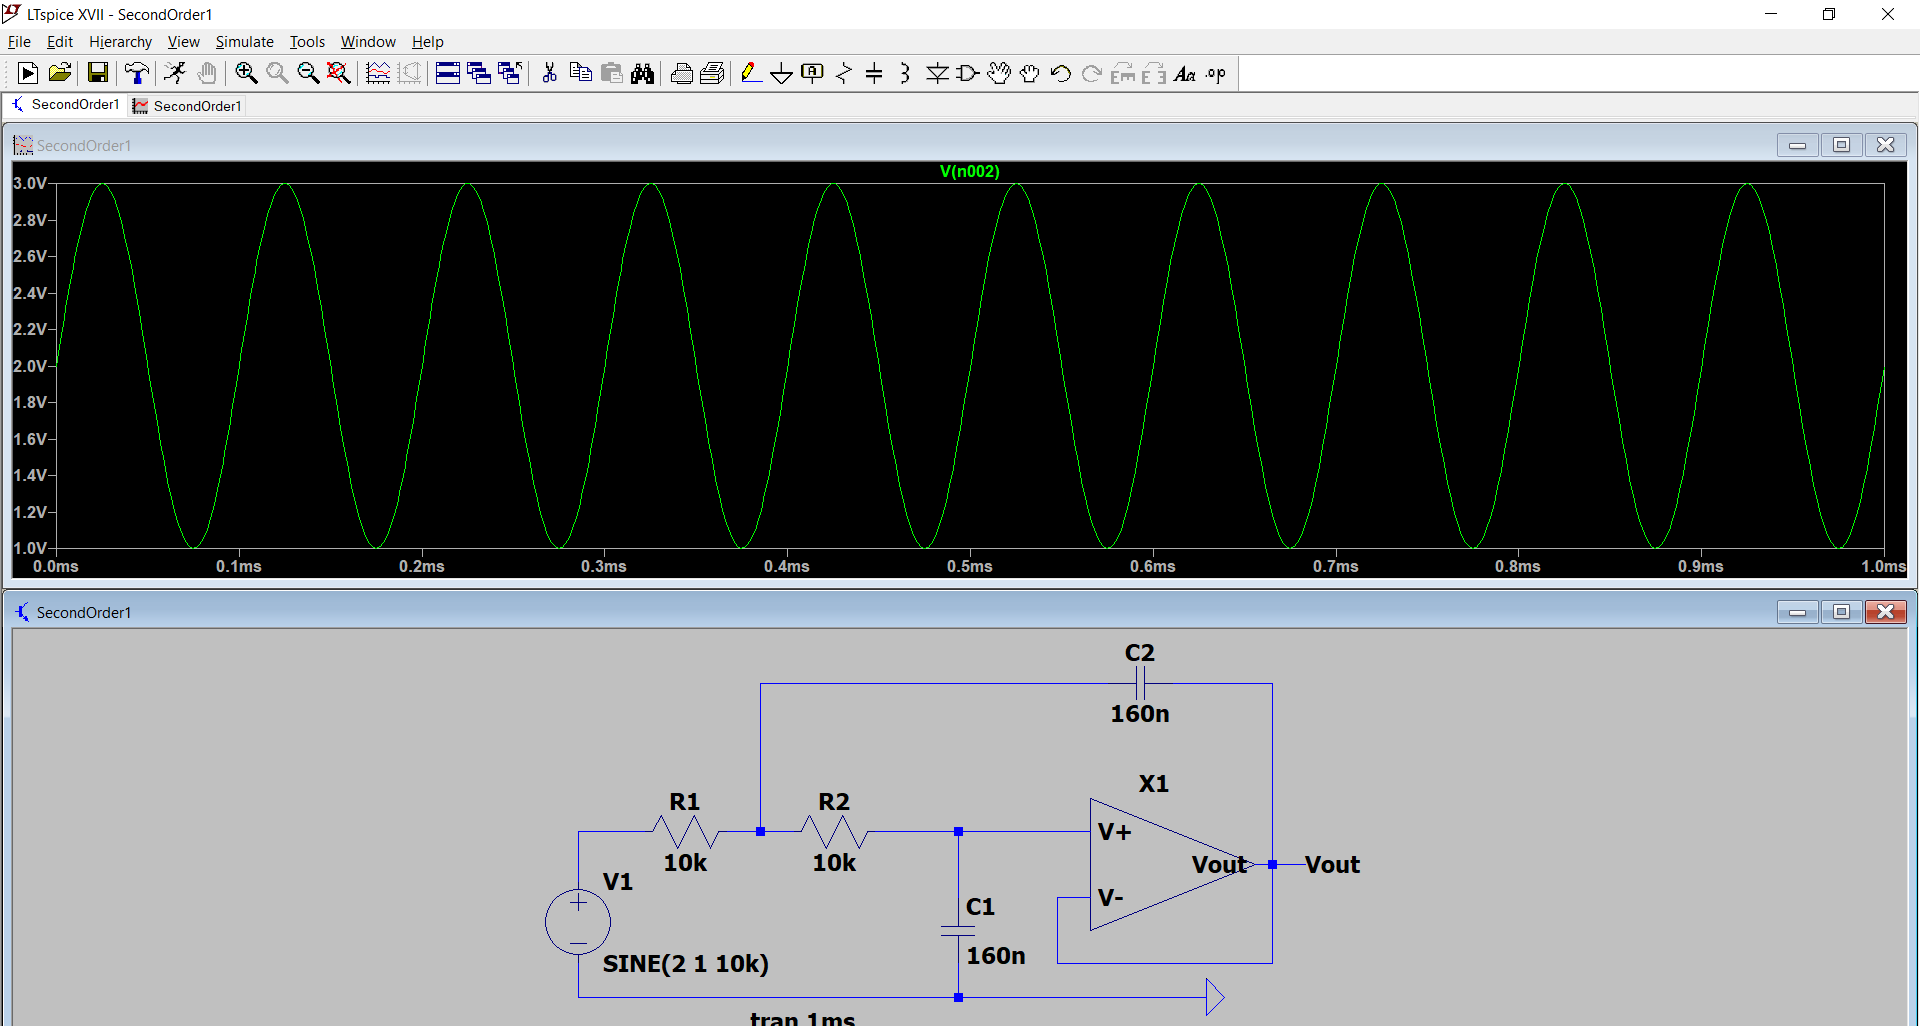 LTspice XVII - SecondOrder1
File Edit Hierarchy View Simulate Tools Window Help
Aa .op
SecondOrder1 SecondOrder1
SecondOrder1
V(n002)
3.0V
2.8V
2.6V
2.4V
2.2V
2.0V
1.8V
1.6V
1.4V
1.2V
1.0V
0.0ms 0.1ms 0.2ms 0.3ms 0.4ms 0.5ms 0.6ms 0.7ms 0.8ms 0.9ms 1.0ms
SecondOrder1
C2
160n
X1
R1 R2
V+
10k 10k
Vout Vout
V1
V-
C1
160n
SINE(2 1 10k)
tran 1ms